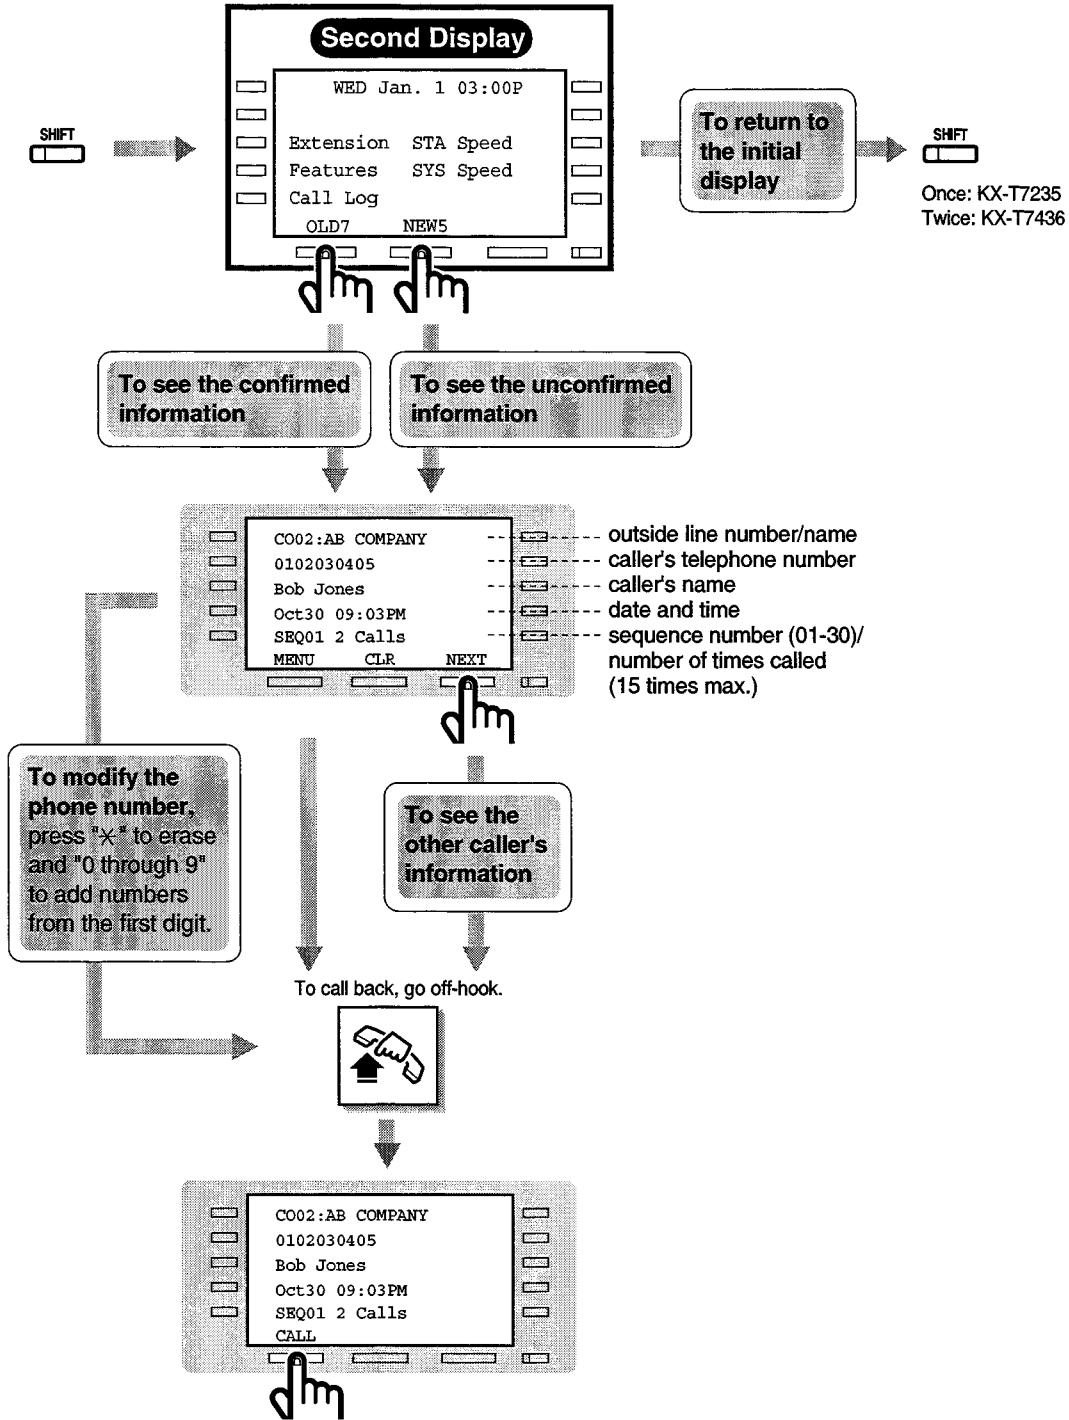 Second Display
WED Jan. 1 03:00P
Extension STA Speed
Features SYS Speed
Call Log
OLD7 NEW5
SHIFT
To return to
the initial
display
SHIFT
Once: KX-T7235
Twice: KX-T7436
To see the confirmed
information
To see the unconfirmed
information
CO02:AB COMPANY
0102030405
Bob Jones
Oct30 09:03PM
SEQ01 2 Calls
MENU CLR NEXT
outside line number/name
caller's telephone number
caller's name
date and time
sequence number (01-30)/
number of times called
(15 times max.)
To modify the
phone number,
press "✳" to erase
and "0 through 9"
to add numbers
from the first digit.
To see the
other caller's
information
To call back, go off-hook.
CO02:AB COMPANY
0102030405
Bob Jones
Oct30 09:03PM
SEQ01 2 Calls
CALL